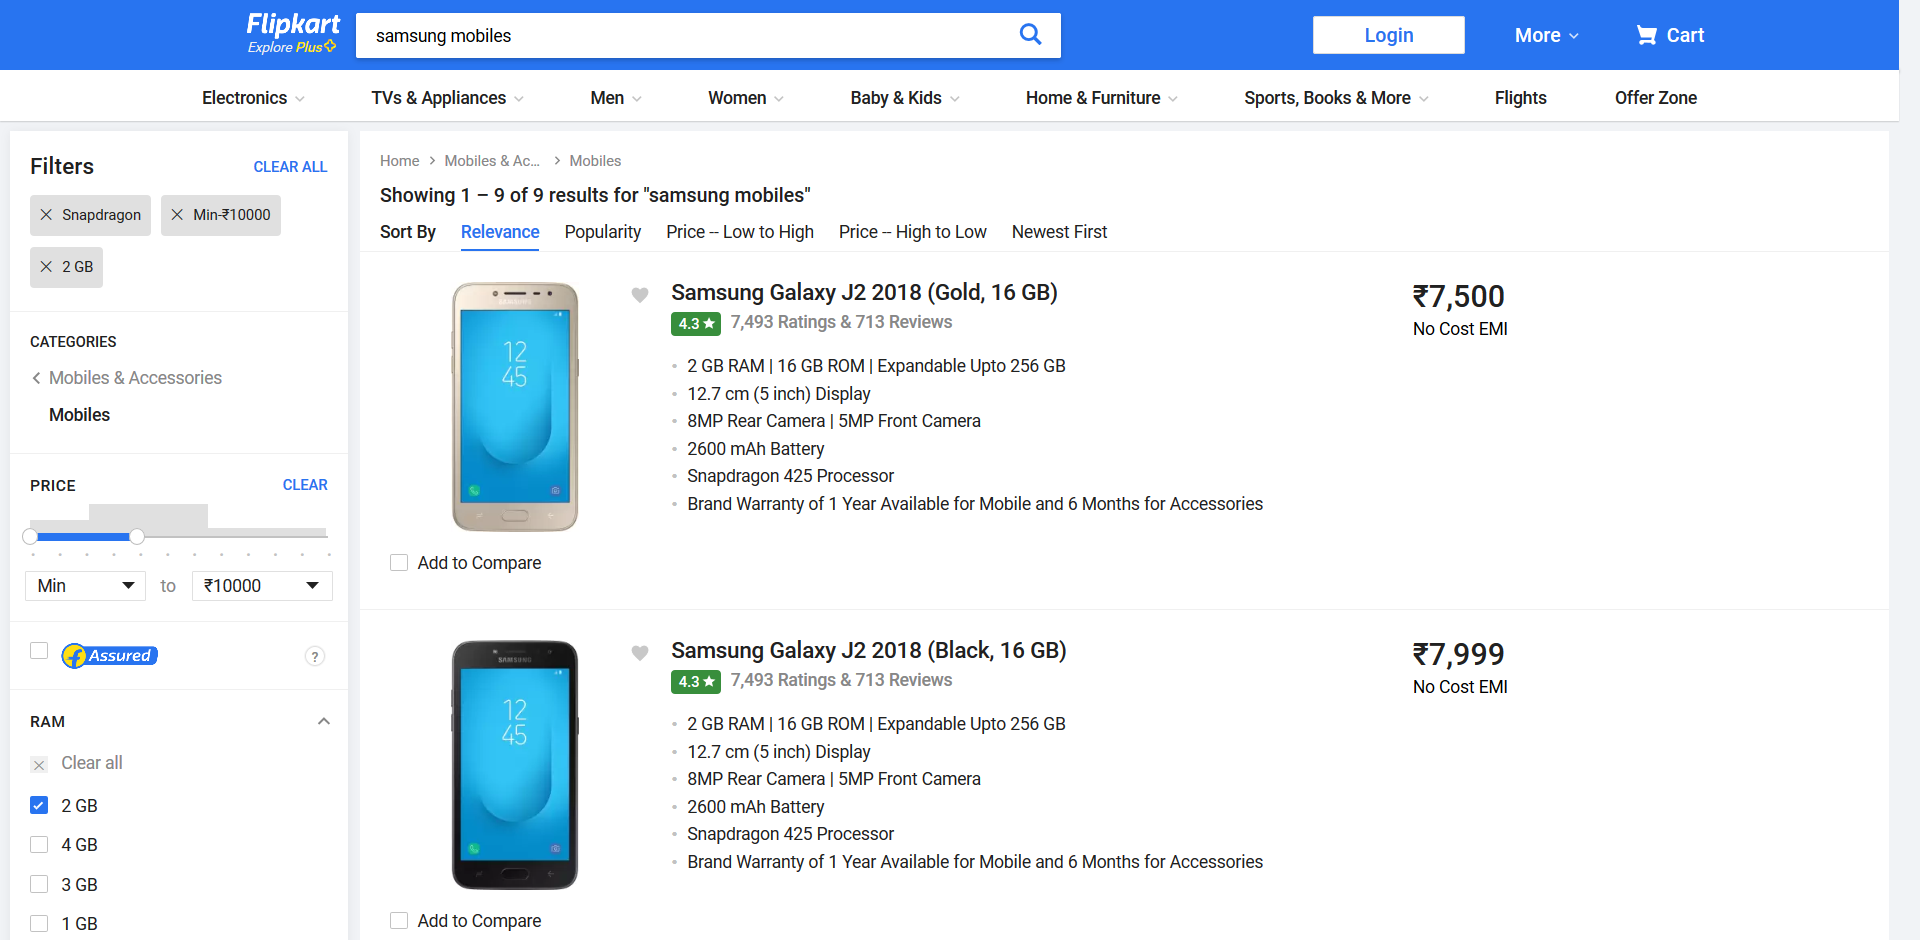 Flipkart
Explore Plus
samsung mobiles
Login
More
Cart
Electronics
TVs & Appliances
Men
Women
Baby & Kids
Home & Furniture
Sports, Books & More
Flights
Offer Zone
Filters
CLEAR ALL
Snapdragon
Min-₹10000
2 GB
CATEGORIES
Mobiles & Accessories
Mobiles
PRICE
CLEAR
Min
to
₹10000
Assured
?
RAM
Clear all
2 GB
4 GB
3 GB
1 GB
Home
Mobiles & Ac...
Mobiles
Showing 1 – 9 of 9 results for "samsung mobiles"
Sort By
Relevance
Popularity
Price -- Low to High
Price -- High to Low
Newest First
12
45
Add to Compare
Samsung Galaxy J2 2018 (Gold, 16 GB)
4.3★
7,493 Ratings & 713 Reviews
2 GB RAM | 16 GB ROM | Expandable Upto 256 GB
12.7 cm (5 inch) Display
8MP Rear Camera | 5MP Front Camera
2600 mAh Battery
Snapdragon 425 Processor
Brand Warranty of 1 Year Available for Mobile and 6 Months for Accessories
₹7,500
No Cost EMI
SAMSUNG
12
45
Add to Compare
Samsung Galaxy J2 2018 (Black, 16 GB)
4.3★
7,493 Ratings & 713 Reviews
2 GB RAM | 16 GB ROM | Expandable Upto 256 GB
12.7 cm (5 inch) Display
8MP Rear Camera | 5MP Front Camera
2600 mAh Battery
Snapdragon 425 Processor
Brand Warranty of 1 Year Available for Mobile and 6 Months for Accessories
₹7,999
No Cost EMI